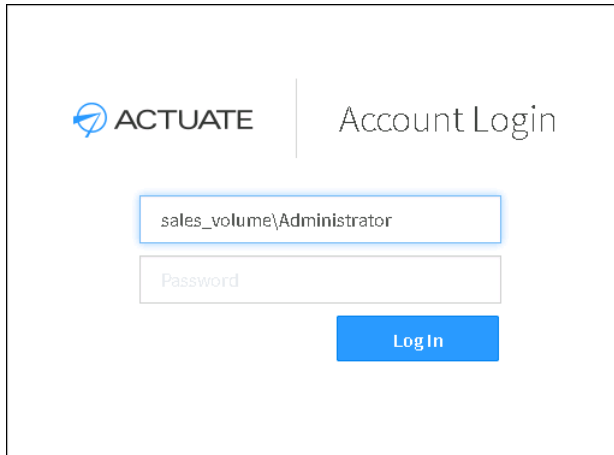 ACTUATE
Account Login
sales_volume\Administrator
Password
Log In